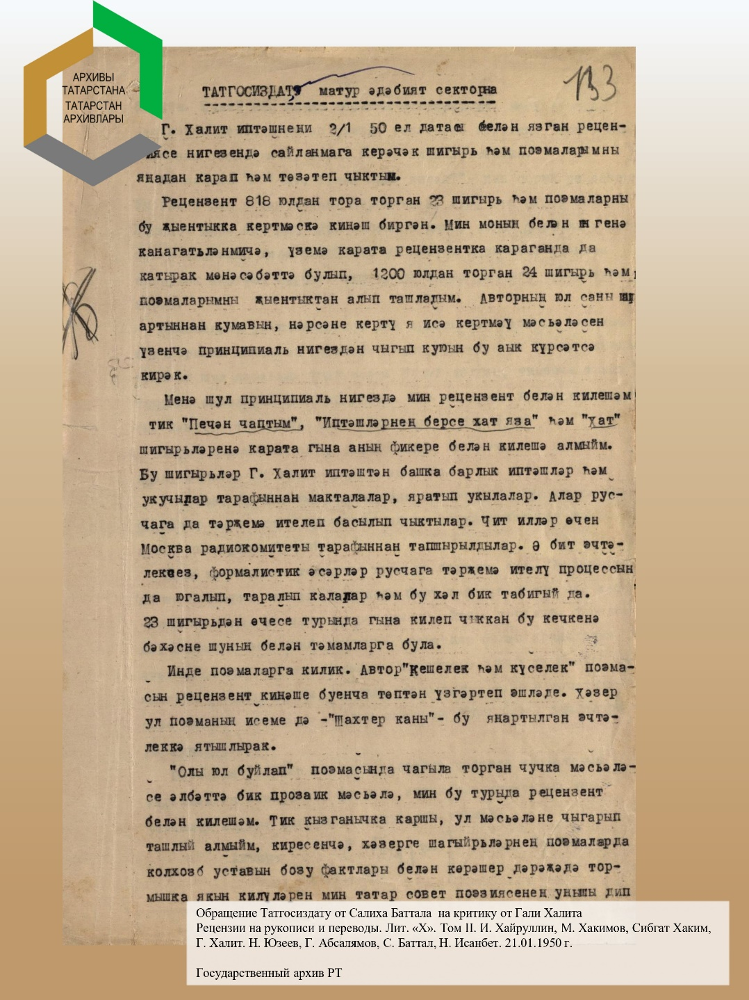 АРХИВЫ
ТАТАРСТАНА
ТАТАРСТАН
АРХИВЛАРЫ
133
ТАТГОСИЗДАТ, матур әдәбият секторына
Г. Халит иптәшнеңи 2/1 50 ел датасы белән язган рецен-
зиясе нигезендә сайланмага керәчәк шигырь һәм поэмаларымны
яңадан карап һәм төзәтеп чыктым.
Рецензент 818 юлдан тора торган 23 шигырь һәм поэмаларны
бу җыентыкка кертмәскә киңәш биргән. Мин моның белән генә
канагатьләнмичә, үземә карата рецензентка караганда да
катырак мөнәсәбәттә булып, 1200 юлдан торган 24 шигырь һәм
поэмаларымны җыентыктан алып ташладым. Авторның юл саны
артыннан кумавын, нәрсәне кертү я исә кертмәү мәсьәләсен
үзенчә принципиаль нигездән чыгып куюын бу аык күрсәтсә
кирәк.
Менә шул принципиаль нигездә мин рецензент белән килешәм
тик "Печән чаптым", "Иптәшләрнең берсе хат яза" һәм "Хат"
шигырьләренә карата гына аның фикере белән килешә алмыйм.
Бу шигырьләр Г. Халит иптәштән башка барлык иптәшләр һәм
укучылар тарафыннан макталалар, яратып укылалар. Алар рус-
чага да тәрҗемә ителеп басылып чыктылар. Чит илләр өчен
Москва радиокомитеты тарафыннан тапшырылдылар. Ә бит эчтә-
лексез, формалистик әсәрләр русчага тәрҗемә ителү процессын
да югалып, таралып калалар һәм бу хәл бик табигый да.
23 шигырьдән өчесе турында гына килеп чыккан бу кечкенә
бәхәсне шуның белән тәмамларга була.
Инде поэмаларга килик. Автор "Кешелек һәм күселек" поэма-
сын рецензент киңәше буенча төптән үзгәртеп эшләде. Хәзер
ул поэманың исеме дә -"Шахтер каны"- бу яңартылган эчтә-
леккә ятышлырак.
"Олы юл буйлап" поэмасында чагыла торган чучка мәсьәлә-
се әлбәттә бик прозаик мәсьәлә, мин бу турыда рецензент
белән килешәм. Тик кызганычка каршы, ул мәсьәләне чыгарып
ташлый алмыйм, киресенчә, хәзерге шагыйрьләрнең поэмаларда
колхозб уставын бозу фактлары белән көрәшер дәрәҗәдә тор-
мышка якын килүләрен мин татар совет поэзиясенең уңышы дип
Обращение Татгосиздату от Салиха Баттала на критику от Гали Халита
Рецензии на рукописи и переводы. Лит. «Х». Том II. И. Хайруллин, М. Хакимов, Сибгат Хаким,
Г. Халит. Н. Юзеев, Г. Абсалямов, С. Баттал, Н. Исанбет. 21.01.1950 г.
Государственный архив РТ